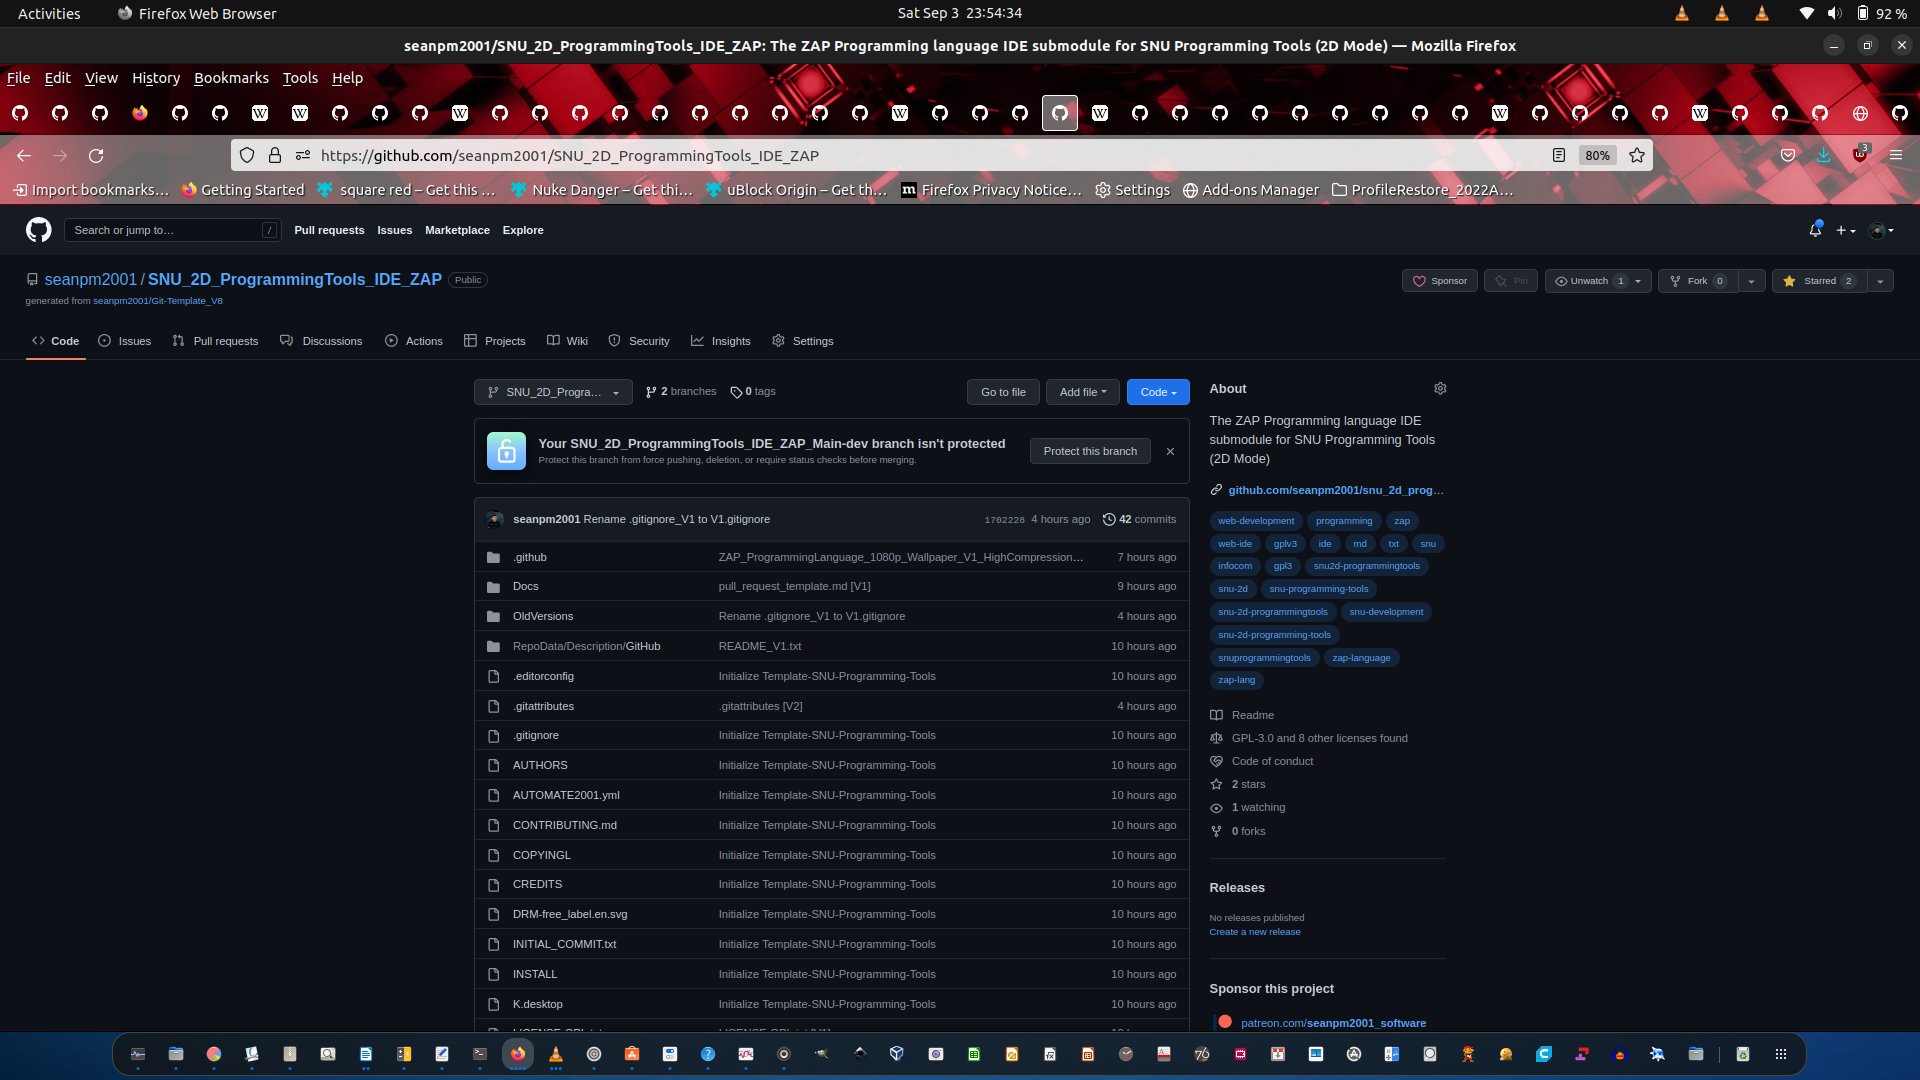 Activities
Firefox Web Browser
Sat Sep 3 23:54:34
92 %
seanpm2001/SNU_2D_ProgrammingTools_IDE_ZAP: The ZAP Programming language IDE submodule for SNU Programming Tools (2D Mode) — Mozilla Firefox
File Edit View History Bookmarks Tools Help
https://github.com/seanpm2001/SNU_2D_ProgrammingTools_IDE_ZAP
80%
3
Import bookmarks…
Getting Started
square red – Get this …
Nuke Danger – Get thi…
uBlock Origin – Get th…
Firefox Privacy Notice…
Settings
Add-ons Manager
ProfileRestore_2022A…
Search or jump to…
/
Pull requests
Issues
Marketplace
Explore
seanpm2001 / SNU_2D_ProgrammingTools_IDE_ZAP
Public
generated from seanpm2001/Git-Template_V8
Sponsor
Pin
Unwatch 1
Fork 0
Starred 2
Code
Issues
Pull requests
Discussions
Actions
Projects
Wiki
Security
Insights
Settings
SNU_2D_Progra…
2 branches
0 tags
Go to file
Add file
Code
Your SNU_2D_ProgrammingTools_IDE_ZAP_Main-dev branch isn't protected
Protect this branch from force pushing, deletion, or require status checks before merging.
Protect this branch
seanpm2001 Rename .gitignore_V1 to V1.gitignore
1702228 4 hours ago
42 commits
.github ZAP_ProgrammingLanguage_1080p_Wallpaper_V1_HighCompression… 7 hours ago
Docs pull_request_template.md [V1] 9 hours ago
OldVersions Rename .gitignore_V1 to V1.gitignore 4 hours ago
RepoData/Description/GitHub README_V1.txt 10 hours ago
.editorconfig Initialize Template-SNU-Programming-Tools 10 hours ago
.gitattributes .gitattributes [V2] 4 hours ago
.gitignore Initialize Template-SNU-Programming-Tools 10 hours ago
AUTHORS Initialize Template-SNU-Programming-Tools 10 hours ago
AUTOMATE2001.yml Initialize Template-SNU-Programming-Tools 10 hours ago
CONTRIBUTING.md Initialize Template-SNU-Programming-Tools 10 hours ago
COPYINGL Initialize Template-SNU-Programming-Tools 10 hours ago
CREDITS Initialize Template-SNU-Programming-Tools 10 hours ago
DRM-free_label.en.svg Initialize Template-SNU-Programming-Tools 10 hours ago
INITIAL_COMMIT.txt Initialize Template-SNU-Programming-Tools 10 hours ago
INSTALL Initialize Template-SNU-Programming-Tools 10 hours ago
K.desktop Initialize Template-SNU-Programming-Tools 10 hours ago
About
The ZAP Programming language IDE
submodule for SNU Programming Tools
(2D Mode)
github.com/seanpm2001/snu_2d_prog…
web-development programming zap
web-ide gplv3 ide md txt snu
infocom gpl3 snu2d-programmingtools
snu-2d snu-programming-tools
snu-2d-programmingtools snu-development
snu-2d-programming-tools
snuprogrammingtools zap-language
zap-lang
Readme
GPL-3.0 and 8 other licenses found
Code of conduct
2 stars
1 watching
0 forks
Releases
No releases published
Create a new release
Sponsor this project
patreon.com/seanpm2001_software